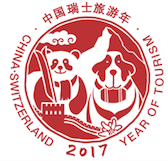 ·中国瑞士旅游年·
CHINA-SWITZERLAND
YEAR OF TOURISM
2017